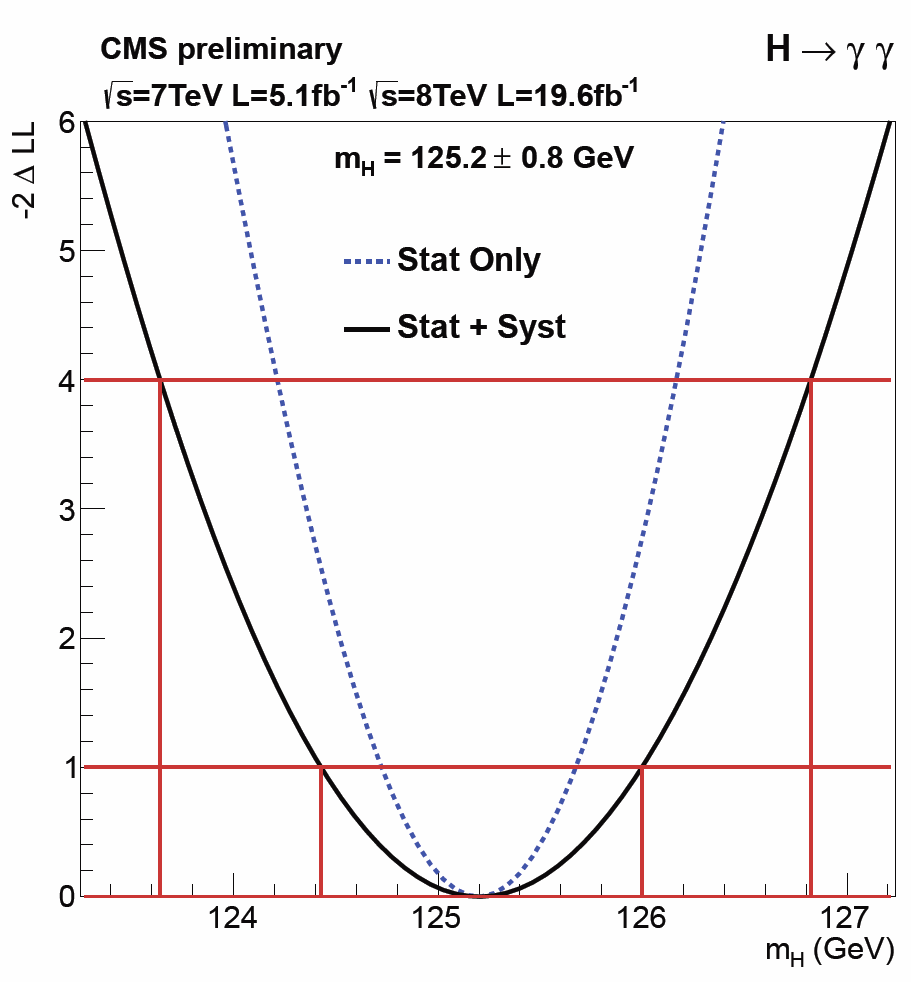 CMS preliminary
H → γ γ
√s=7TeV L=5.1fb⁻¹ √s=8TeV L=19.6fb⁻¹
-2 Δ LL
6
5
4
3
2
1
0
m_H = 125.2 ± 0.8 GeV
Stat Only
Stat + Syst
124 125 126 127
m_H (GeV)